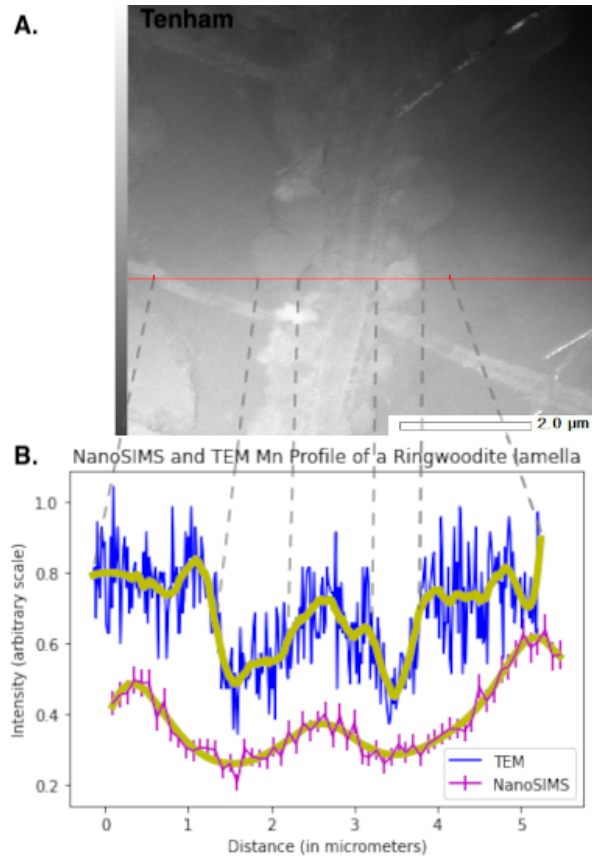 A.
Tenham
2.0 μm
B.
NanoSIMS and TEM Mn Profile of a Ringwoodite lamella
1.0
0.8
0.6
0.4
0.2
Intensity (arbitrary scale)
TEM
NanoSIMS
0 1 2 3 4 5
Distance (in micrometers)